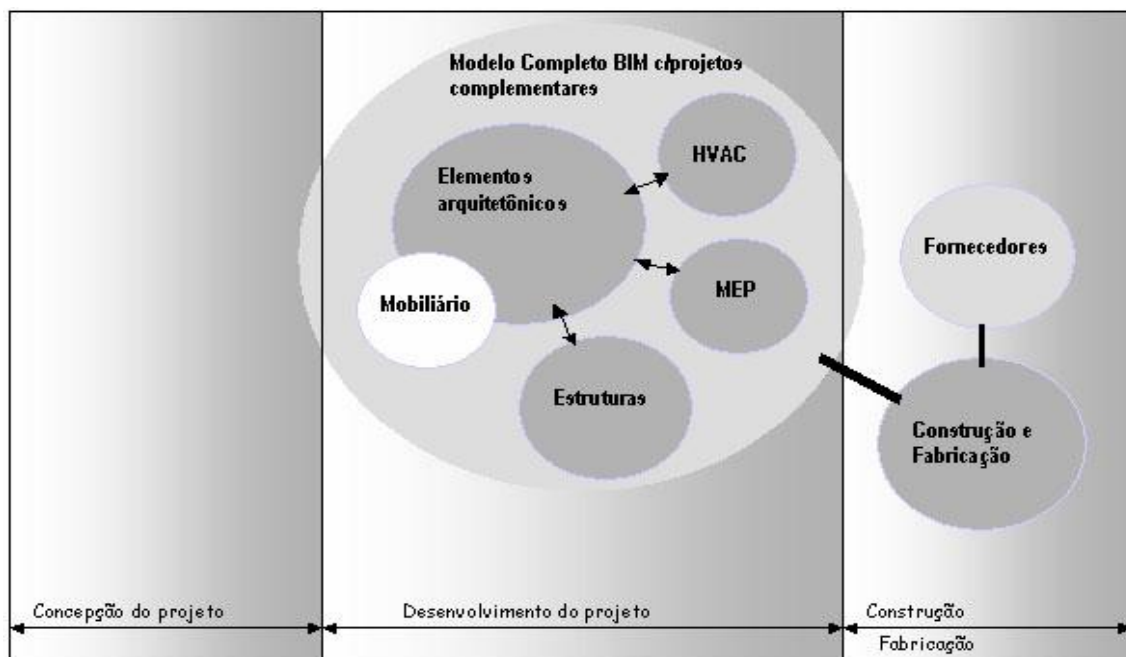 Modelo Completo BIM c/projetos
complementares
HVAC
Elementos
arquitetônicos
Fornecedores
Mobiliário
MEP
Estruturas
Construção e
Fabricação
Concepção do projeto
Desenvolvimento do projeto
Construção
Fabricação